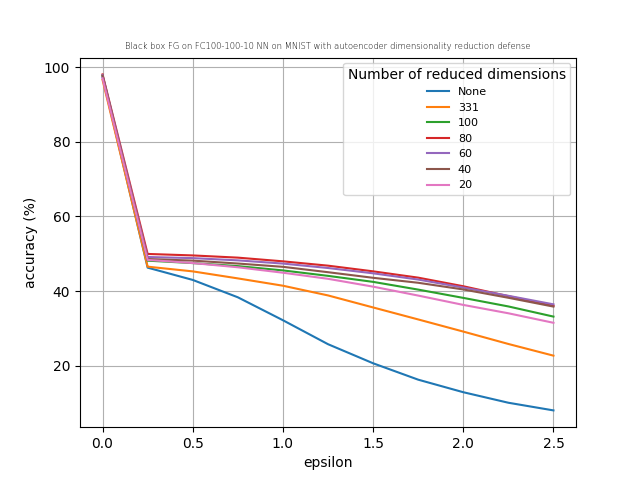 Black box FG on FC100-100-10 NN on MNIST with autoencoder dimensionality reduction defense
Number of reduced dimensions
None
331
100
80
60
40
20
100
80
60
40
20
accuracy (%)
0.0 0.5 1.0 1.5 2.0 2.5
epsilon